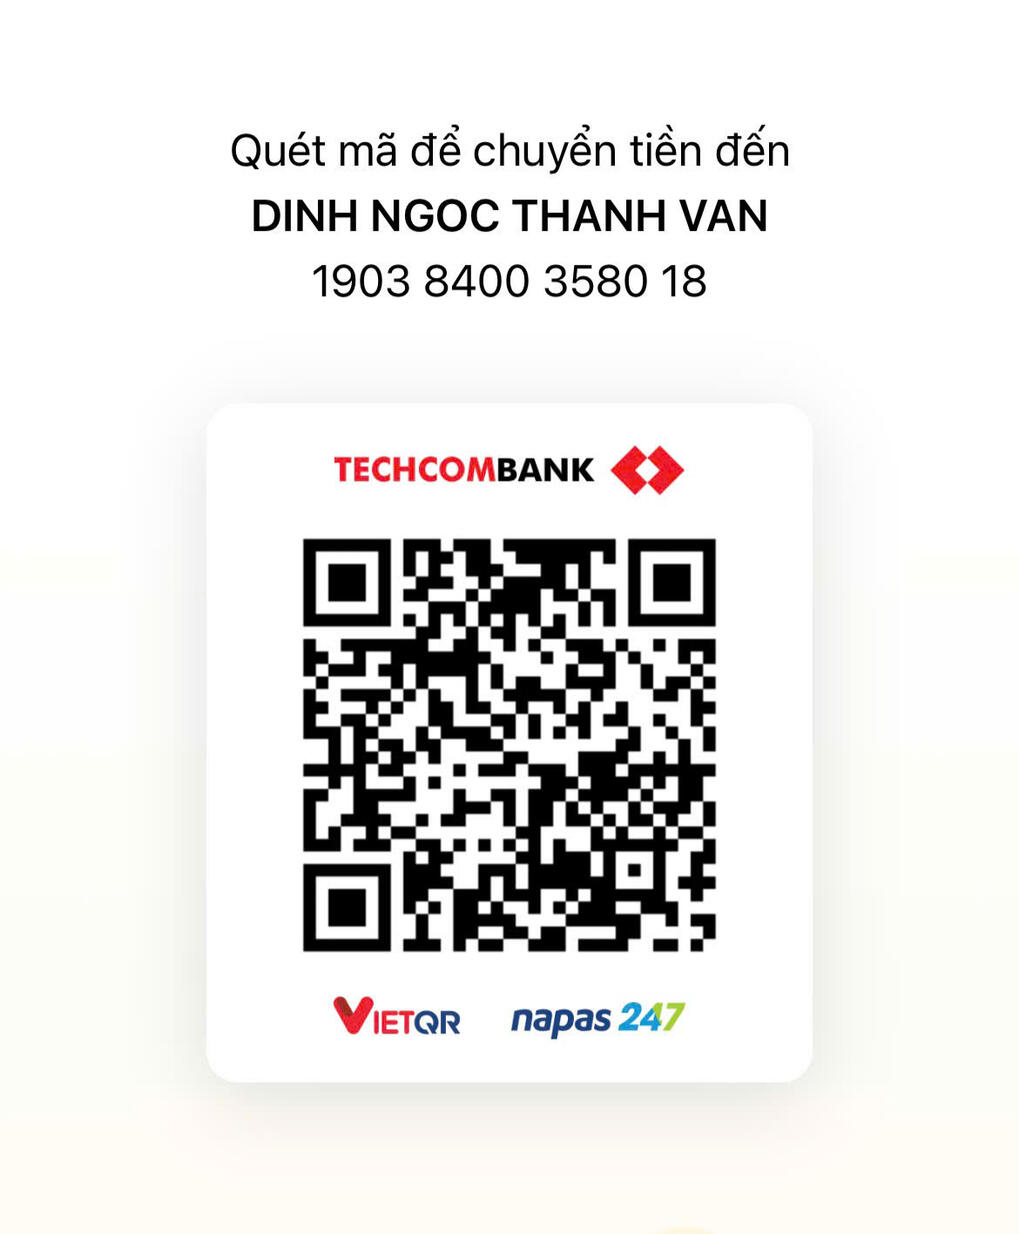 Quét mã để chuyển tiền đến
DINH NGOC THANH VAN
1903 8400 3580 18
TECHCOMBANK
VIETQR
napas 247